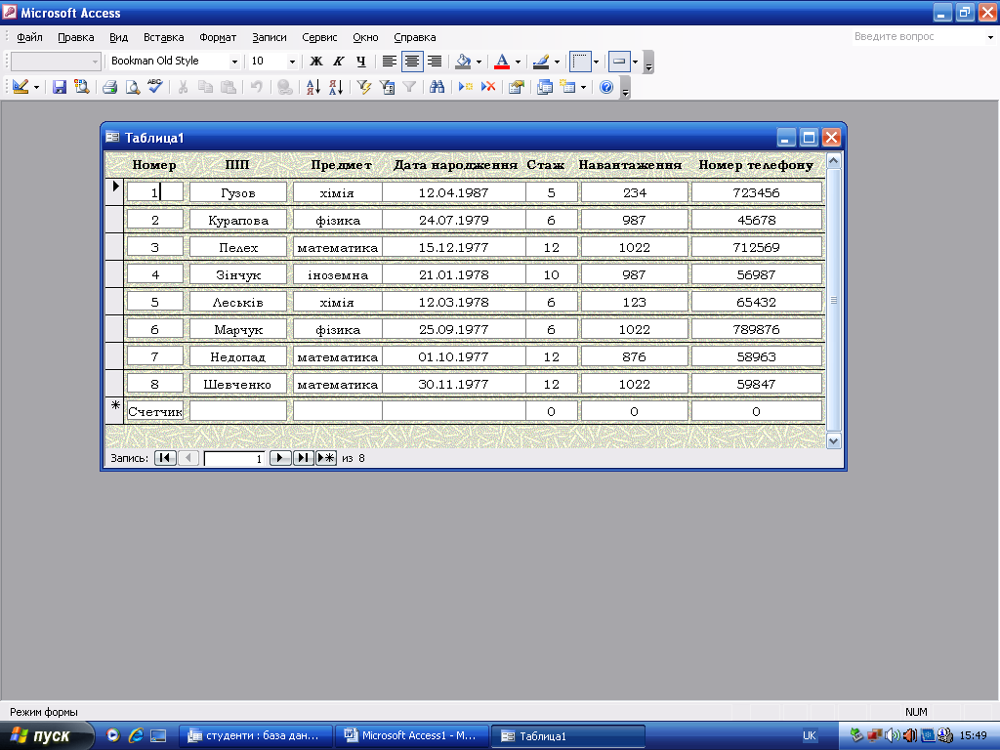 Microsoft Access
Файл Правка Вид Вставка Формат Записи Сервис Окно Справка Введите вопрос
Bookman Old Style 10 Ж К Ч
Таблица1
Номер ПІП Предмет Дата народження Стаж Навантаження Номер телефону
1 Гузов хімія 12.04.1987 5 234 723456
2 Курапова фізика 24.07.1979 6 987 45678
3 Пелех математика 15.12.1977 12 1022 712569
4 Зінчук іноземна 21.01.1978 10 987 56987
5 Леськів хімія 12.03.1978 6 123 65432
6 Марчук фізика 25.09.1977 6 1022 789876
7 Недопад математика 01.10.1977 12 876 58963
8 Шевченко математика 30.11.1977 12 1022 59847
Счетчик 0 0 0
Запись: 1 из 8
Режим формы NUM
пуск студенти : база дан... Microsoft Access1 - M... Таблица1 UK 15:49